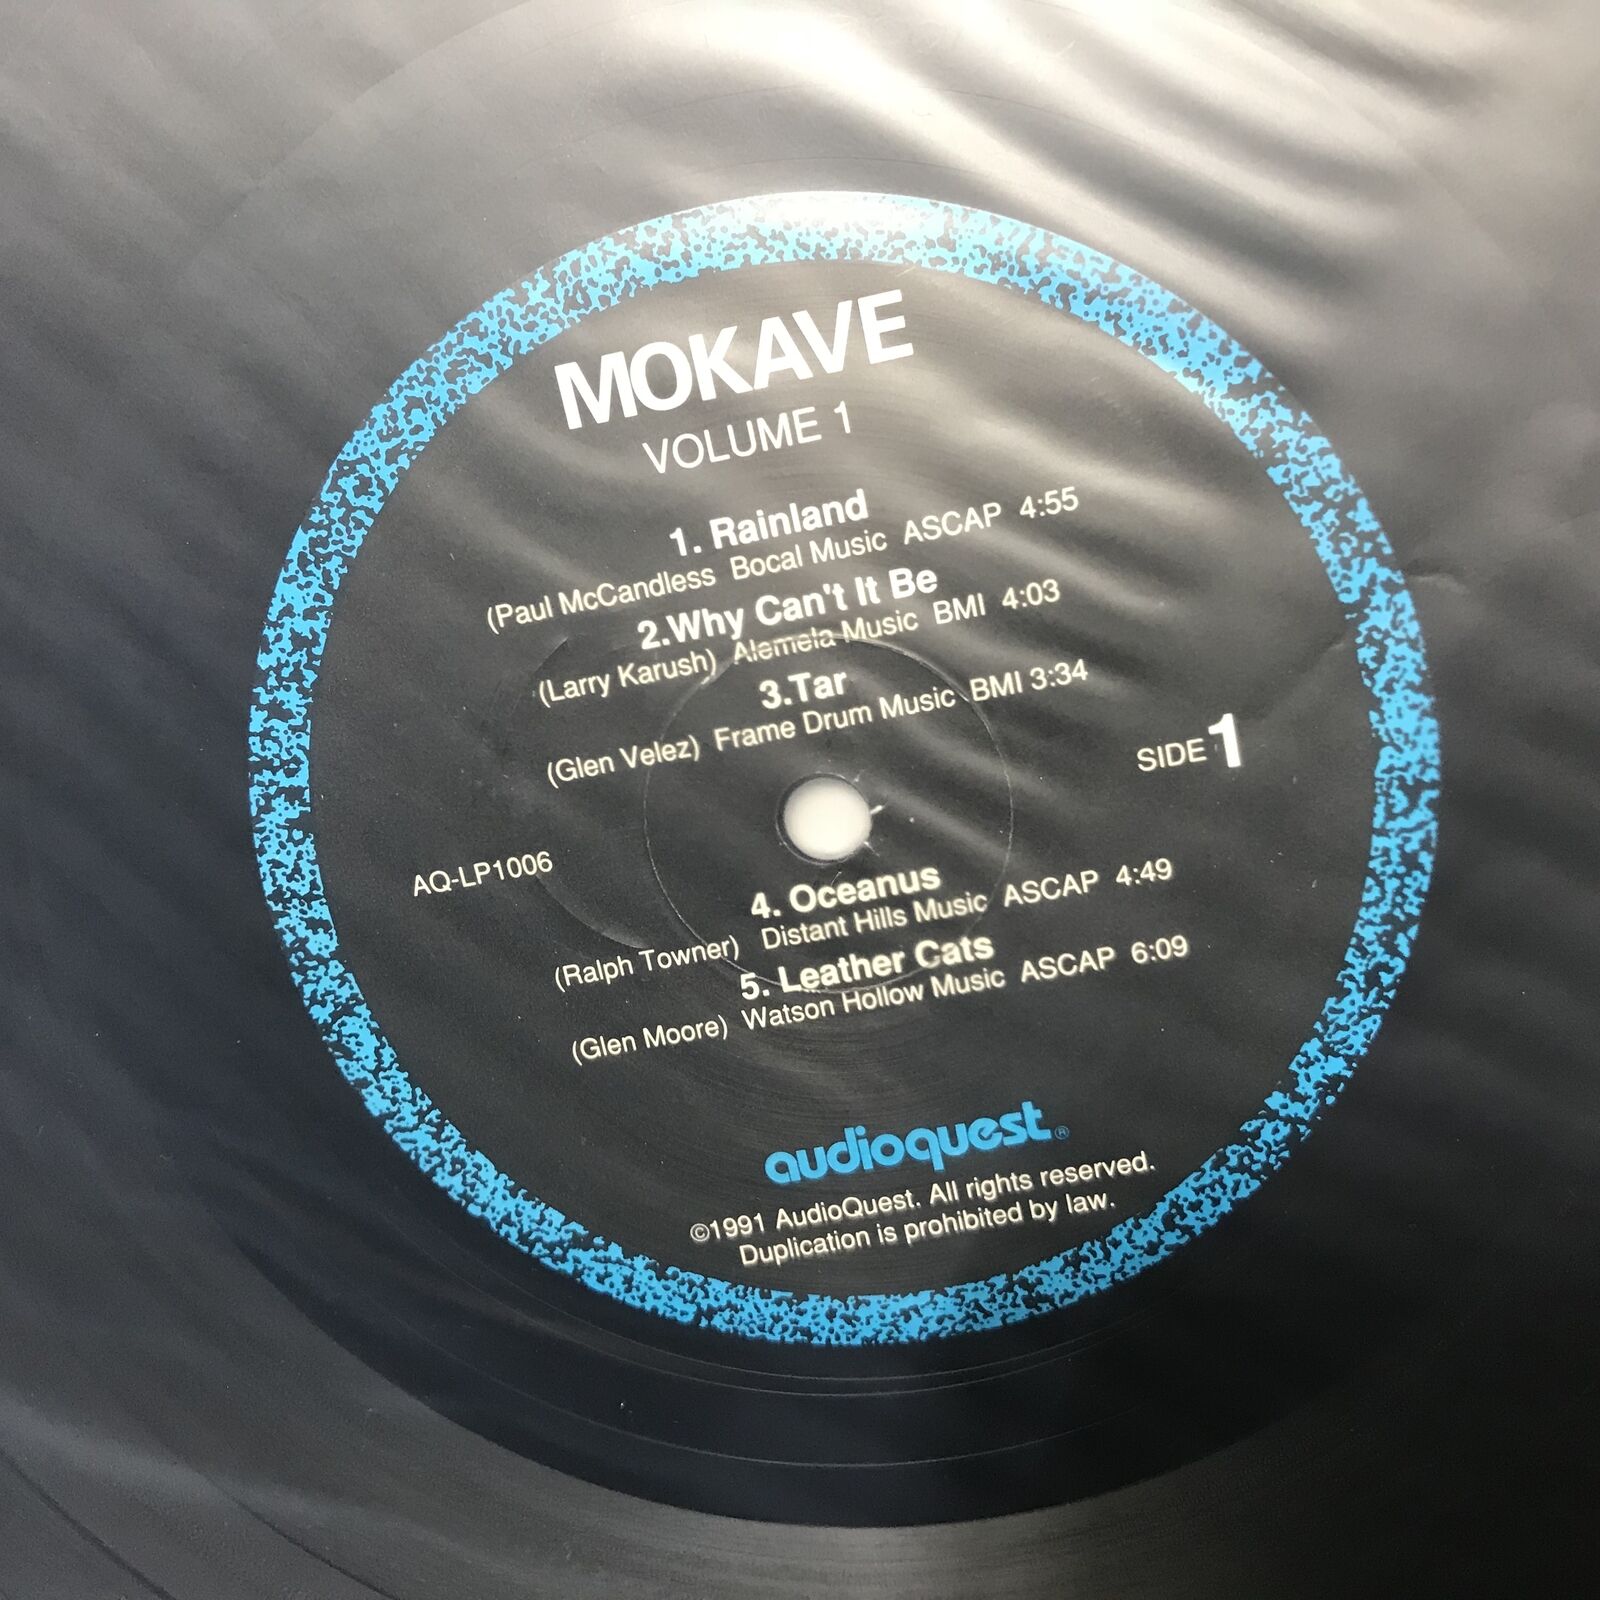 MOKAVE
VOLUME 1
1. Rainland
(Paul McCandless Bocal Music ASCAP 4:55
2.Why Can't It Be
(Larry Karush) Alemela Music BMI 4:03
3.Tar
(Glen Velez) Frame Drum Music BMI 3:34
SIDE 1
AQ-LP1006
4. Oceanus
(Ralph Towner) Distant Hills Music ASCAP 4:49
5. Leather Cats
(Glen Moore) Watson Hollow Music ASCAP 6:09
audioquest®
©1991 AudioQuest. All rights reserved.
Duplication is prohibited by law.